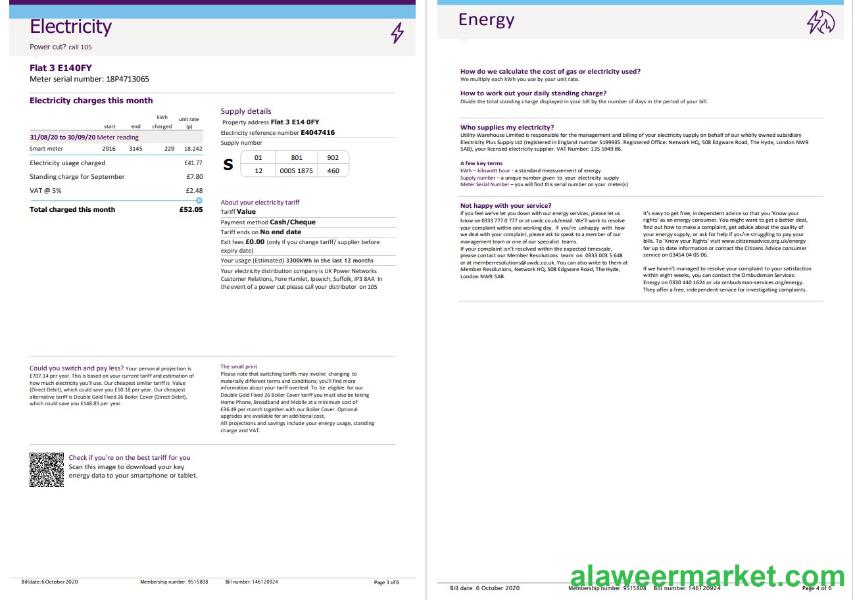 Electricity
Power cut? call 105
Flat 3 E140FY
Meter serial number: 18P4713065
Electricity charges this month
start end kWh charged unit rate (p)
31/08/20 to 30/09/20 Meter reading
Smart meter 2916 3145 229 18.242
Electricity usage charged £41.77
Standing charge for September £7.80
VAT @ 5% £2.48
Total charged this month £52.05
Supply details
Property address Flat 3 E14 0FY
Electricity reference number E4047416
Supply number
S 01 801 902
12 0005 1875 460
About your electricity tariff
Tariff Value
Payment method Cash/Cheque
Tariff ends on No end date
Exit fees £0.00 (only if you change tariff/ supplier before
expiry date)
Your usage (Estimated) 3300kWh in the last 12 months
Your electricity distribution company is UK Power Networks
Customer Relations, Fore Hamlet, Ipswich, Suffolk, IP3 8AA In
the event of a power cut please call your distributor on 105
Could you switch and pay less? Your personal projection is
£707.14 per year. This is based on your current tariff and estimation of
how much electricity you'll use. Our cheapest similar tariff is Value
(Direct Debit), which could save you £50.18 per year. Our cheapest
alternative tariff is Double Gold Fixed 26 Boiler Cover (Direct Debit),
which could save you £148.85 per year.
The small print
Please note that switching tariffs may involve changing to
materially different terms and conditions; you'll find more
information about your tariff overleaf. To be eligible for our
Double Gold Fixed 26 Boiler Cover tariff you must also be taking
Home Phone, Broadband and Mobile at a minimum cost of
£36.49 per month together with our Boiler Cover. Optional
upgrades are available for an additional cost.
All projections and savings include your energy usage, standing
charge and VAT.
Check if you're on the best tariff for you
Scan this image to download your key
energy data to your smartphone or tablet.
Bill date: 6 October 2020 Membership number: 9515808 Bill number: 146120924 Page 3 of 6
Energy
How do we calculate the cost of gas or electricity used?
We multiply each kWh you use by your unit rate.
How to work out your daily standing charge?
Divide the total standing charge displayed in your bill by the number of days in the period of your bill.
Who supplies my electricity?
Utility Warehouse Limited is responsible for the management and billing of your electricity supply on behalf of our wholly owned subsidiary
Electricity Plus Supply Ltd (registered in England number 5199935. Registered Office: Network HQ, 508 Edgware Road, The Hyde, London NW9
5AB), your licensed electricity supplier. VAT Number: 135 5949 86.
A few key terms
kWh – kilowatt hour - a standard measurement of energy
Supply number – a unique number given to your electricity supply
Meter Serial Number – you will find this serial number on your meter(s)
Not happy with your service?
If you feel we've let you down with our energy services, please let us
know on 0333 777 0 777 or at uwdc.co.uk/email. We'll work to resolve
your complaint within one working day. If you're unhappy with how
we deal with your complaint, please ask to speak to a member of our
management team or one of our specialist teams.
If your complaint isn't resolved within the expected timescale,
please contact our Member Resolutions team on 0333 003 5 648
or at memberresolutions@uwdc.co.uk. You can also write to them at
Member Resolutions, Network HQ, 508 Edgware Road, The Hyde,
London NW9 5AB.
It's easy to get free, independent advice so that you 'Know your
rights' as an energy consumer. You might want to get a better deal,
find out how to make a complaint, get advice about the quality of
your energy supply, or ask for help if you're struggling to pay your
bills. To 'Know your Rights' visit www.citizensadvice.org.uk/energy
for up to date information or contact the Citizens Advice consumer
service on 03454 04 05 06.
If we haven't managed to resolve your complaint to your satisfaction
within eight weeks, you can contact the Ombudsman Services:
Energy on 0330 440 1624 or via ombudsman-services.org/energy.
They offer a free, independent service for investigating complaints.
Bill date: 6 October 2020 Membership number: 9515808 Bill number: 146120924 Page 4 of 6
alaweermarket.com